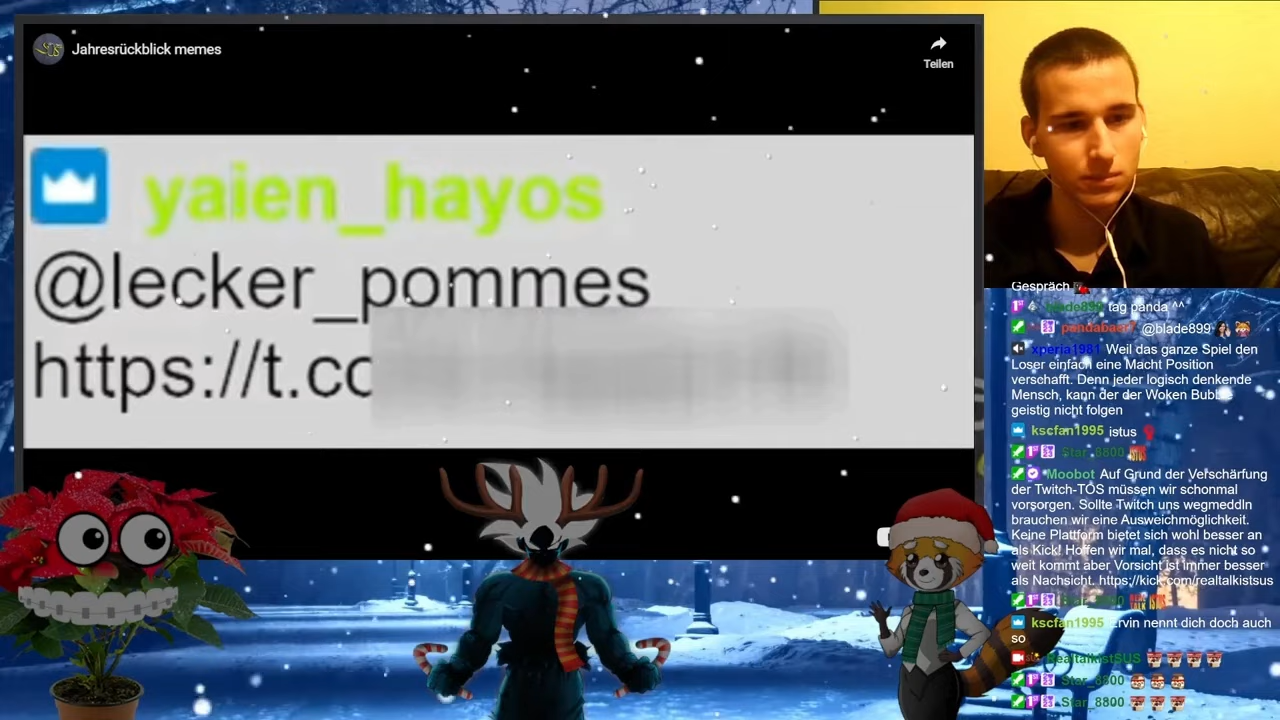 Jahresrückblick memes
Teilen
yaien_hayos
@lecker_pommes
https://t.co
Gespräch
blade899 tag panda ^^
@blade899
xperia1981 Weil das ganze Spiel den
Loser einfach eine Macht Position
verschafft. Denn jeder logisch denkende
Mensch, kann der der Woken Bubble
geistig nicht folgen
kscfan1995 istus
Star_8800
Moobot Auf Grund der Verschärfung
der Twitch-TOS müssen wir schonmal
vorsorgen. Sollte Twitch uns wegmeddln
brauchen wir eine Ausweichmöglichkeit.
Keine Plattform bietet sich wohl besser an
als Kick! Hoffen wir mal, dass es nicht so
weit kommt aber Vorsicht ist immer besser
als Nachsicht. https://kick.com/realtalkistsus
kscfan1995 Ervin nennt dich doch auch
so
RealtalkistSUS
Star_8800
Star_8800